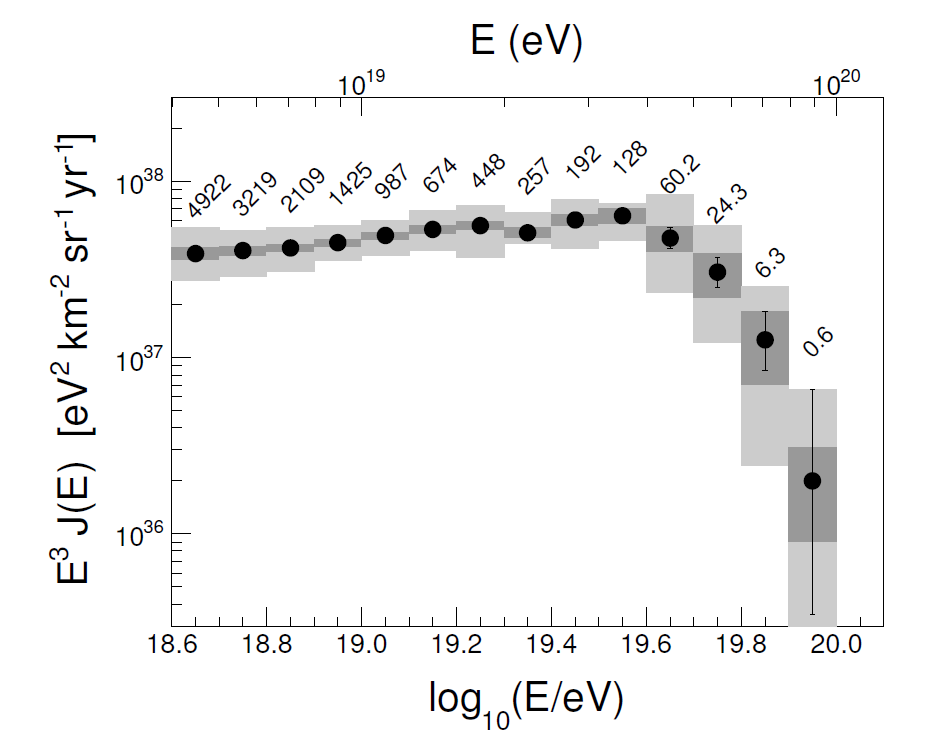 E (eV)
10^19 10^20
E^3 J(E) [eV^2 km^-2 sr^-1 yr^-1]
10^38
10^37
10^36
4922 3219 2109 1425 987 674 448 257 192 128 60.2 24.3 6.3 0.6
18.6 18.8 19.0 19.2 19.4 19.6 19.8 20.0
log_10(E/eV)